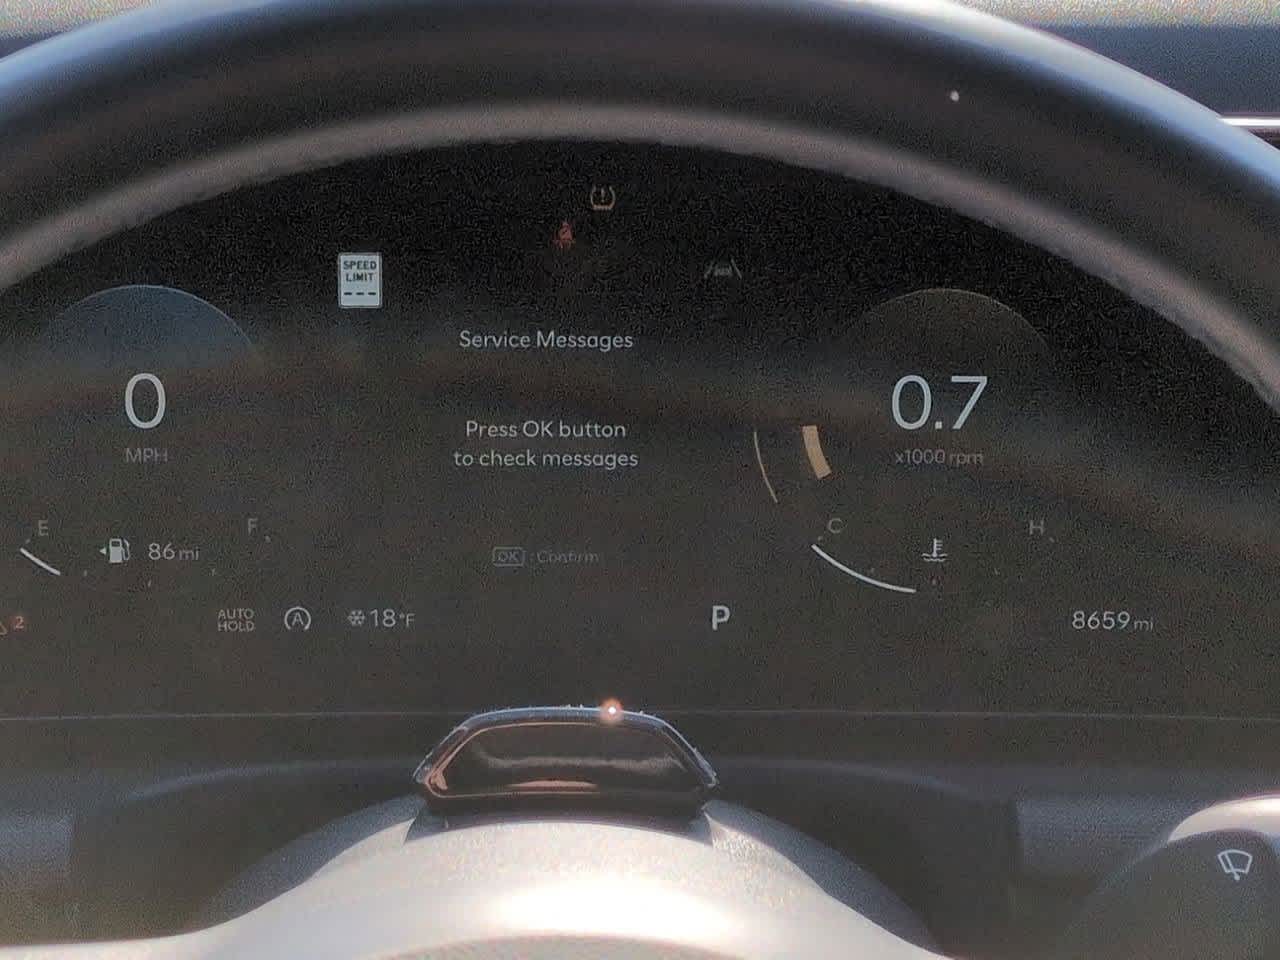 SPEED
LIMIT
Service Messages
0
MPH
Press OK button
to check messages
0.7
x1000 rpm
E
F
86 mi
OK : Confirm
C
H
2
AUTO
HOLD
A
18°F
P
8659 mi